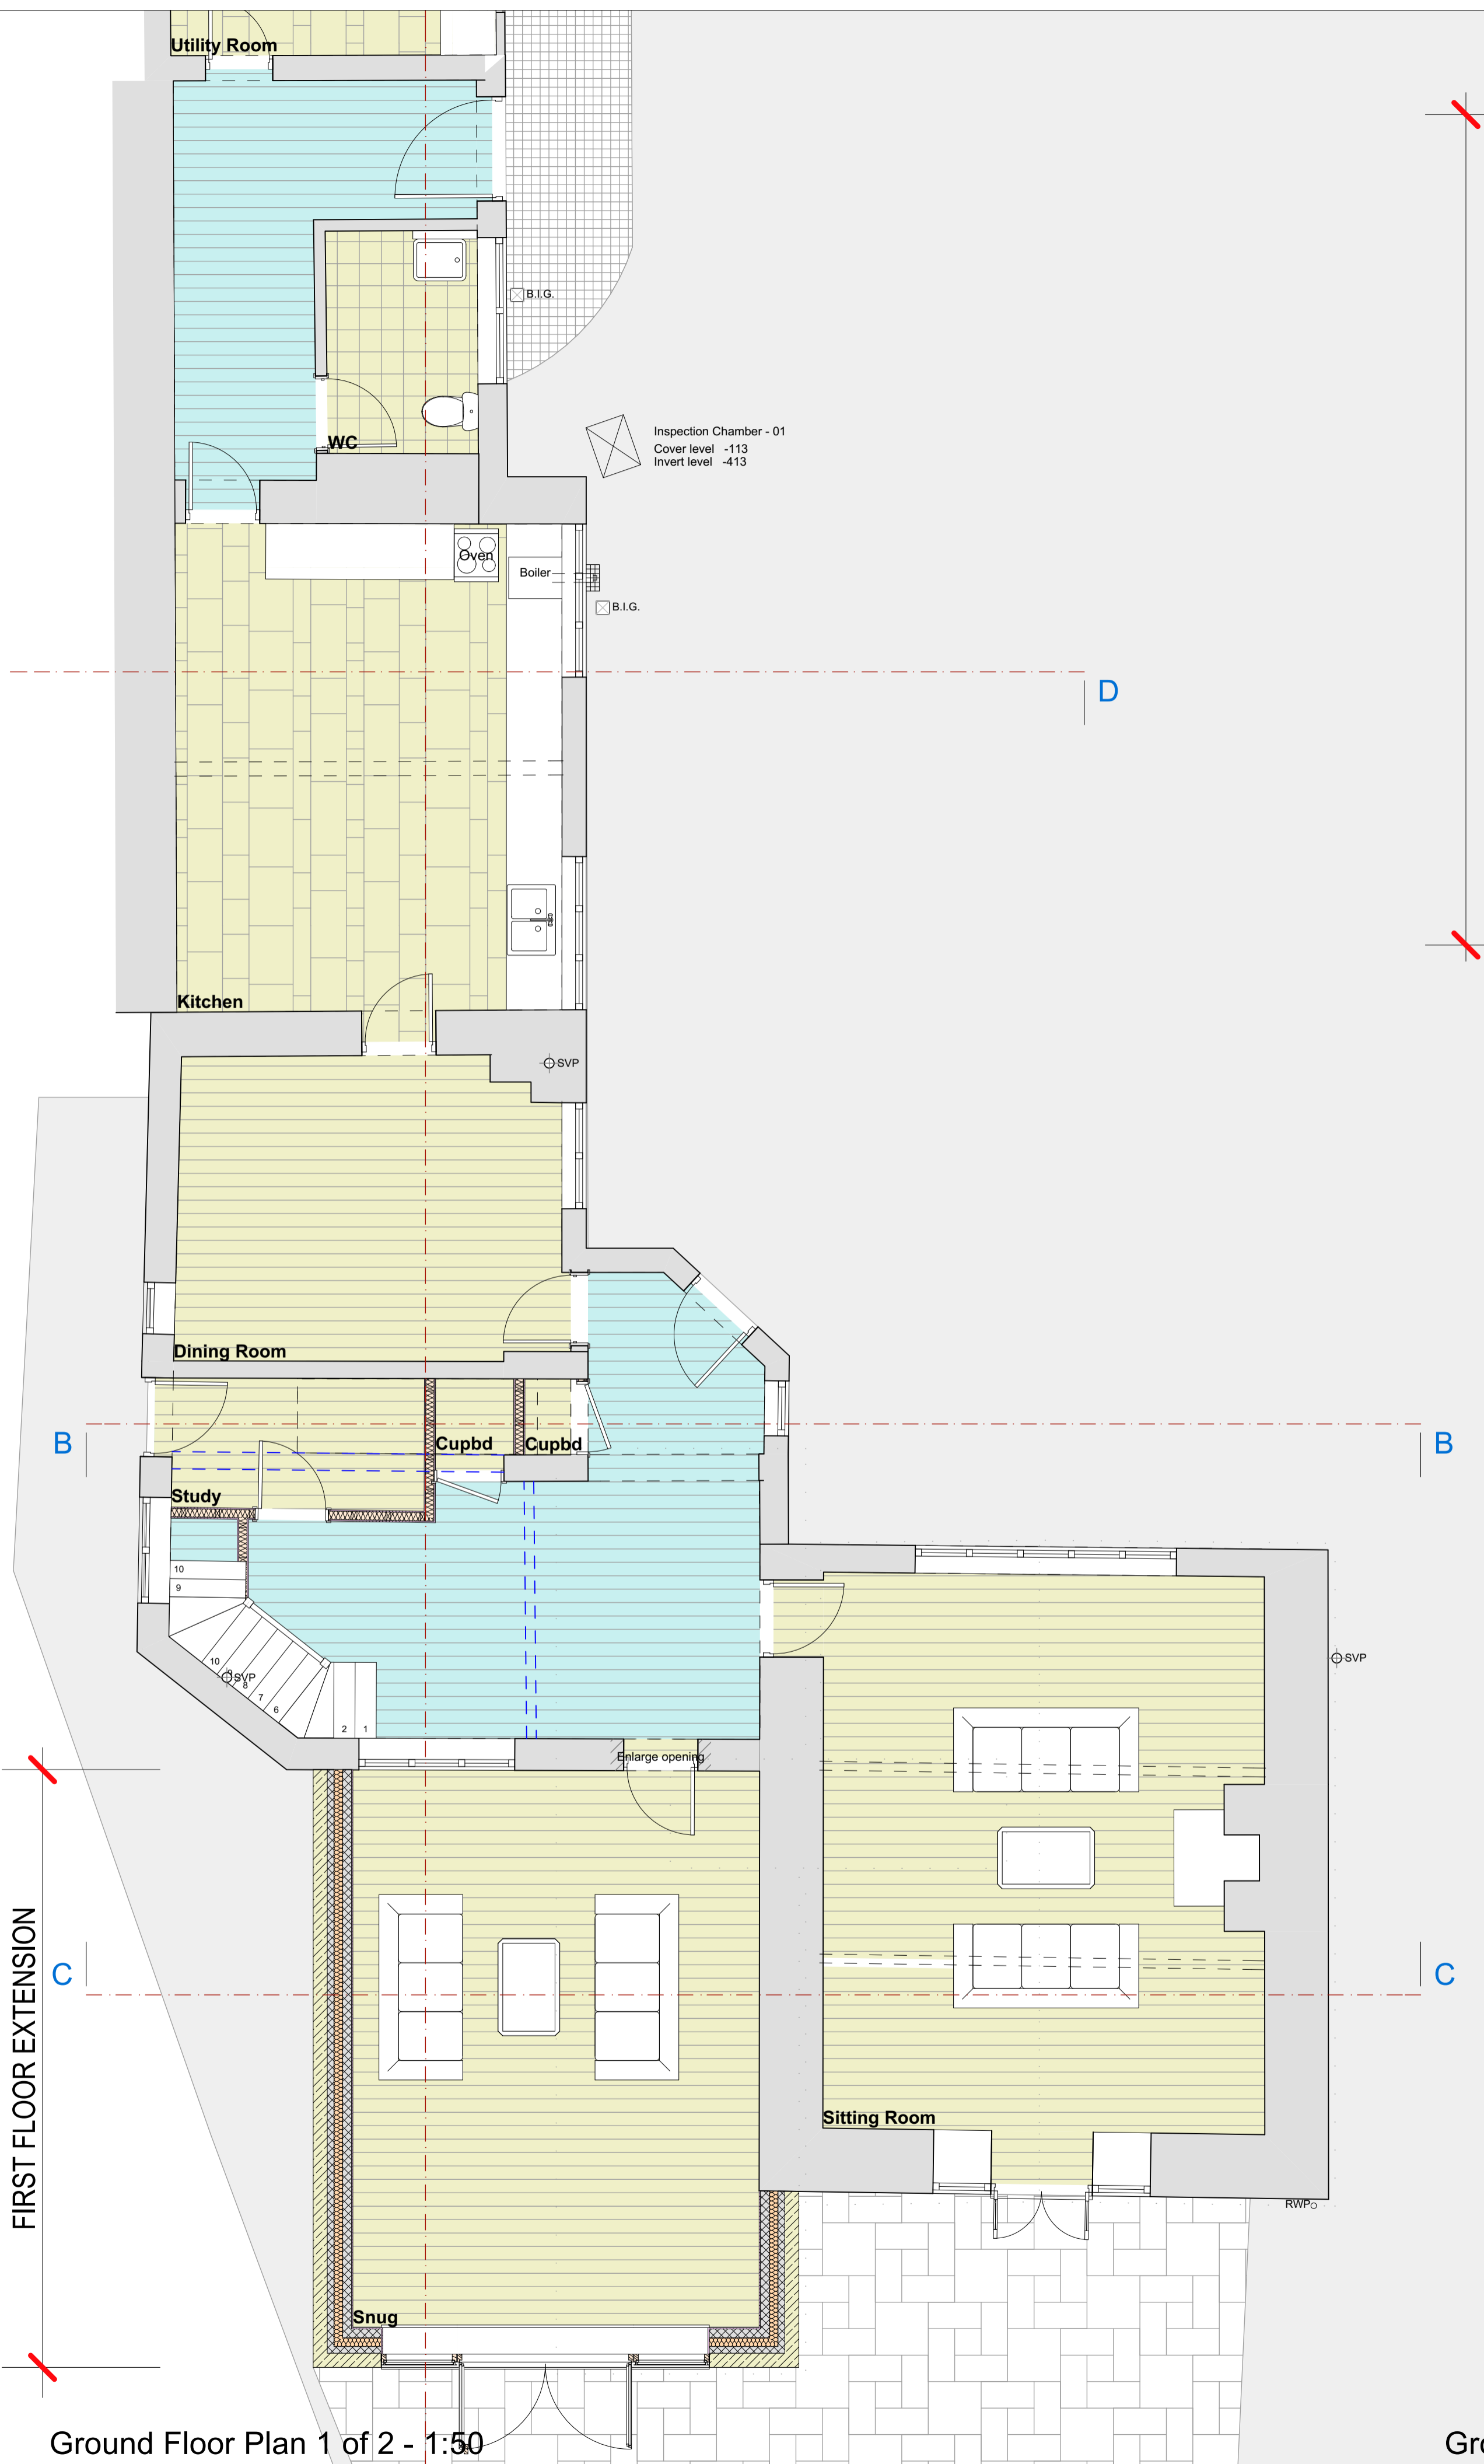 Utility Room
B.I.G.
Inspection Chamber - 01
Cover level -113
Invert level -413
WC
Oven
Boiler
B.I.G.
D
Kitchen
SVP
Dining Room
B
Cupbd
Cupbd
B
Study
10
9
10
9
8
7
6
SVP
2
1
SVP
Enlarge opening
FIRST FLOOR EXTENSION
C
C
Sitting Room
RWP
Snug
Ground Floor Plan 1 of 2 - 1:50
Gro